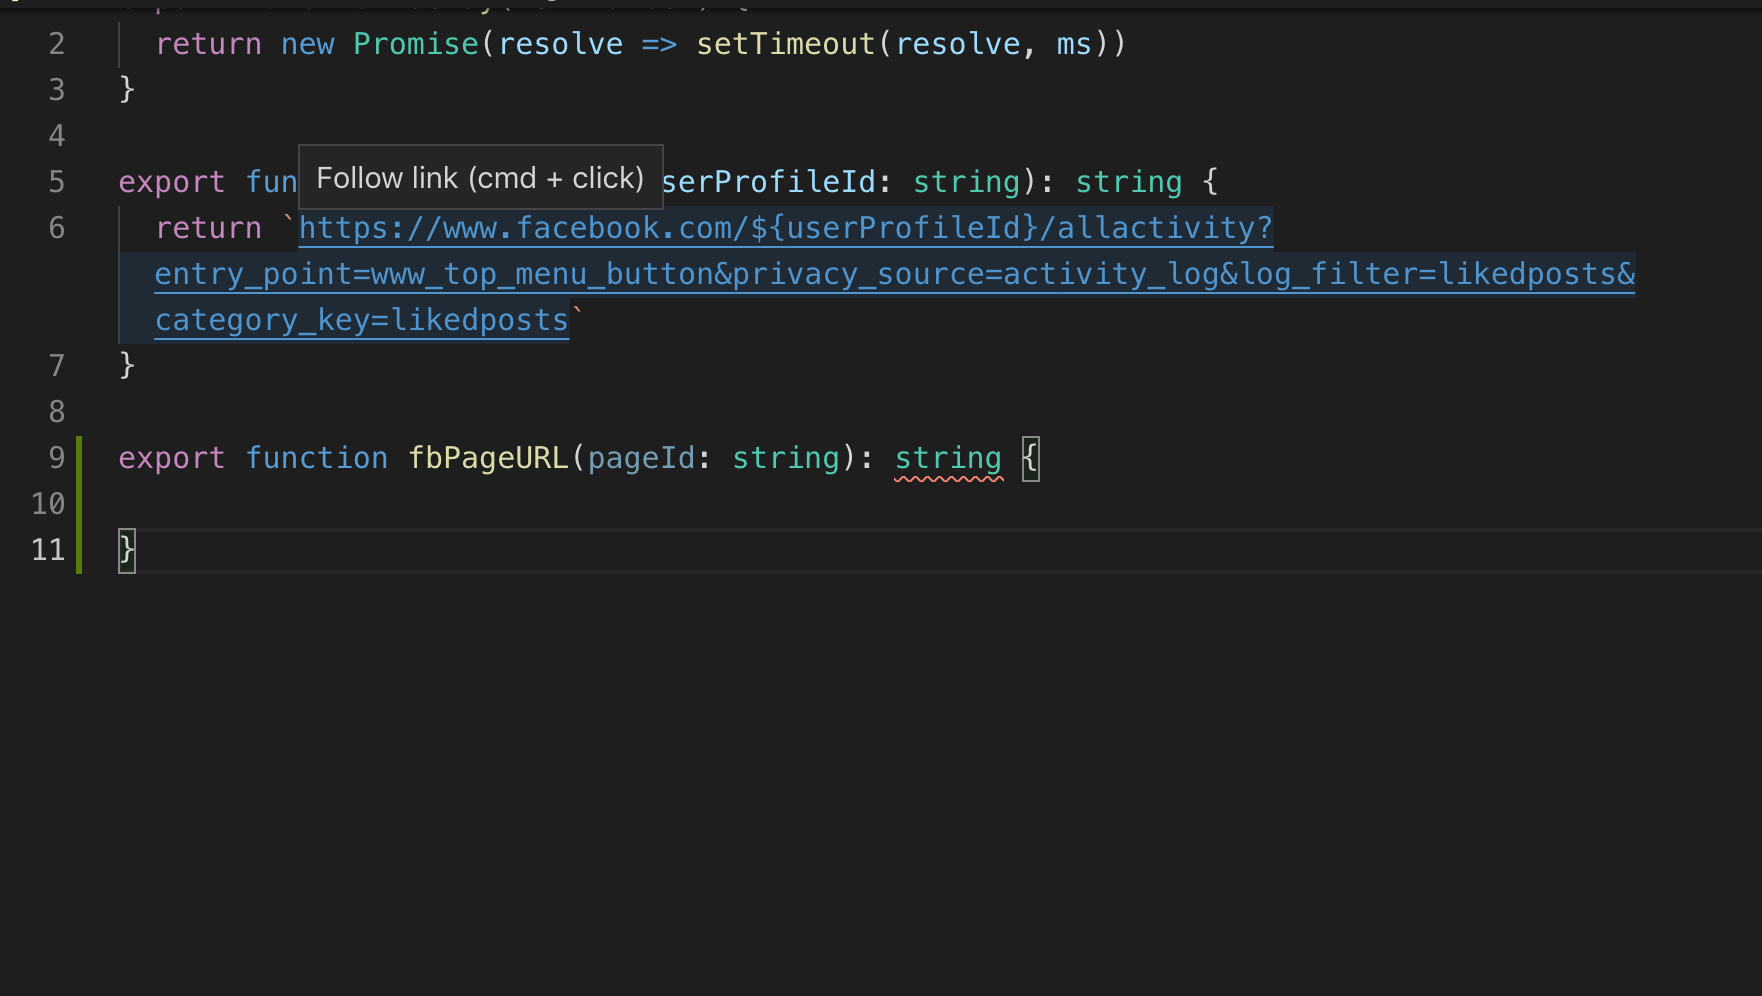 2 return new Promise(resolve => setTimeout(resolve, ms))
3 }
4
5 export fun Follow link (cmd + click) serProfileId: string): string {
6 return `https://www.facebook.com/${userProfileId}/allactivity?
entry_point=www_top_menu_button&privacy_source=activity_log&log_filter=likedposts&
category_key=likedposts`
7 }
8
9 export function fbPageURL(pageId: string): string {
10
11 }